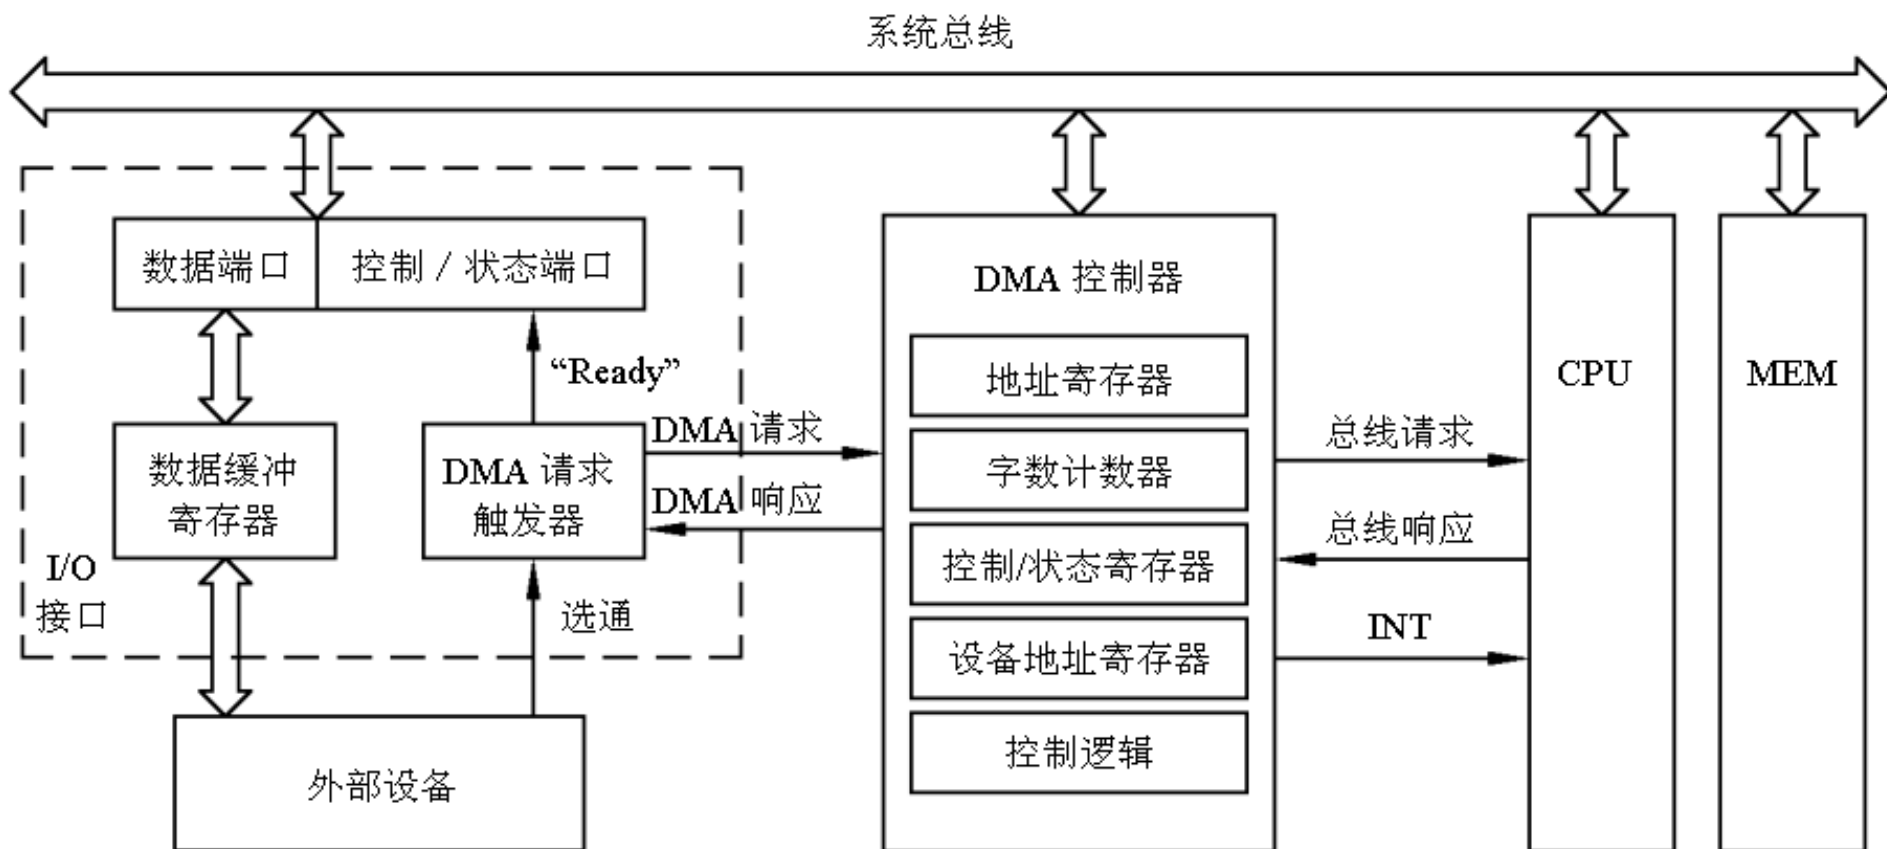 系统总线
数据端口
控制 / 状态端口
“Ready”
数据缓冲
寄存器
DMA 请求
触发器
DMA 请求
DMA 响应
I/O
接口
选通
外部设备
DMA 控制器
地址寄存器
字数计数器
控制/状态寄存器
设备地址寄存器
控制逻辑
总线请求
总线响应
INT
CPU
MEM